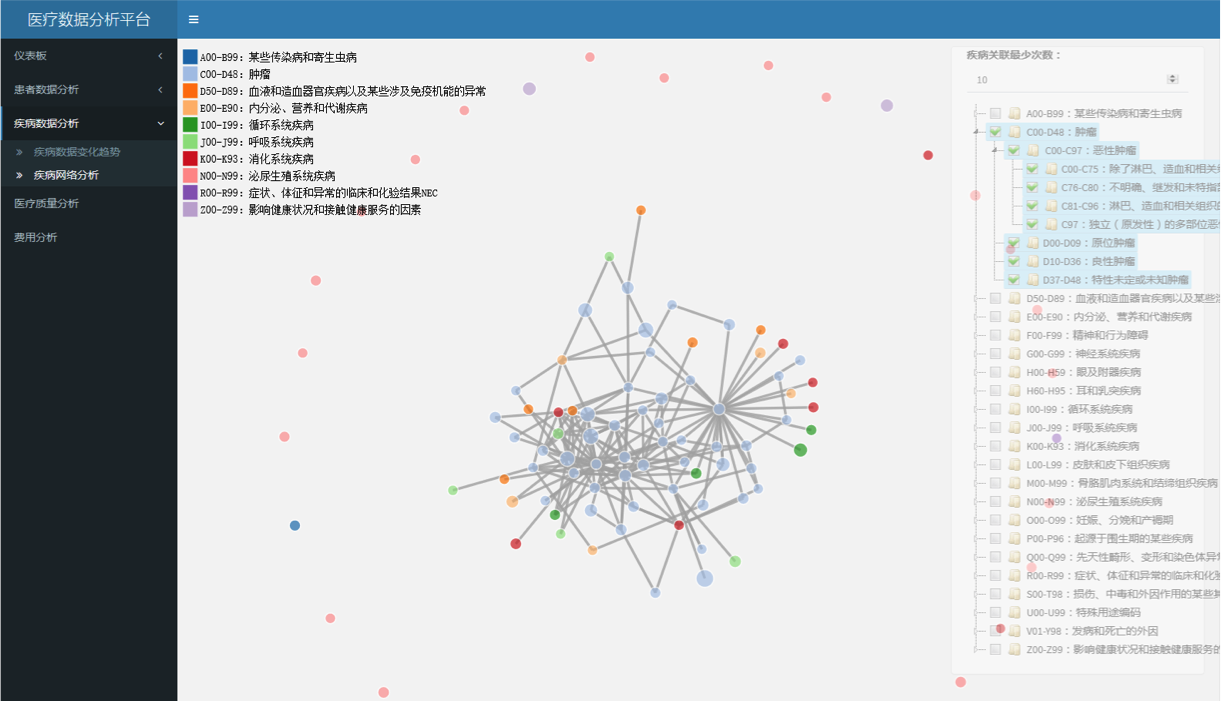 医疗数据分析平台
仪表板
患者数据分析
疾病数据分析
疾病数据变化趋势
疾病网络分析
医疗质量分析
费用分析
A00-B99：某些传染病和寄生虫病
C00-D48：肿瘤
D50-D89：血液和造血器官疾病以及某些涉及免疫机能的异常
E00-E90：内分泌、营养和代谢疾病
I00-I99：循环系统疾病
J00-J99：呼吸系统疾病
K00-K93：消化系统疾病
N00-N99：泌尿生殖系统疾病
R00-R99：症状、体征和异常的临床和化验结果NEC
Z00-Z99：影响健康状况和接触健康服务的因素
疾病关联最少次数：
10
A00-B99：某些传染病和寄生虫病
C00-D48：肿瘤
C00-C97：恶性肿瘤
C00-C75：除了淋巴、造血和相关
C76-C80：不明确、继发和未特指
C81-C96：淋巴、造血和相关组织的
C97：独立（原发性）的多部位恶
D00-D09：原位肿瘤
D10-D36：良性肿瘤
D37-D48：特性未定或未知肿瘤
D50-D89：血液和造血器官疾病以及某些涉
E00-E90：内分泌、营养和代谢疾病
F00-F99：精神和行为障碍
G00-G99：神经系统疾病
H00-H59：眼及附器疾病
H60-H95：耳和乳突疾病
I00-I99：循环系统疾病
J00-J99：呼吸系统疾病
K00-K93：消化系统疾病
L00-L99：皮肤和皮下组织疾病
M00-M99：骨骼肌肉系统和结缔组织疾病
N00-N99：泌尿生殖系统疾病
O00-O99：妊娠、分娩和产褥期
P00-P96：起源于围生期的某些疾病
Q00-Q99：先天性畸形、变形和染色体异常
R00-R99：症状、体征和异常的临床和化验
S00-T98：损伤、中毒和外因作用的某些其
U00-U99：特殊用途编码
V01-Y98：发病和死亡的外因
Z00-Z99：影响健康状况和接触健康服务的